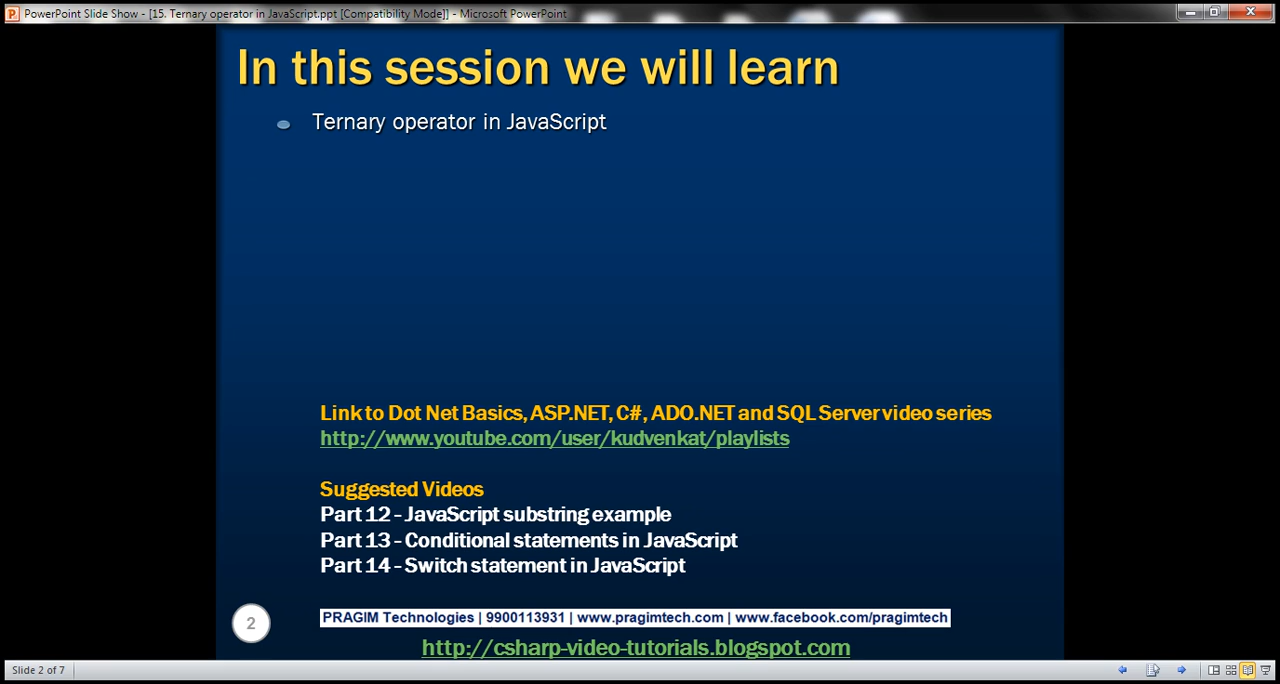 PowerPoint Slide Show - [15. Ternary operator in JavaScript.ppt [Compatibility Mode]] - Microsoft PowerPoint
In this session we will learn
Ternary operator in JavaScript
Link to Dot Net Basics, ASP.NET, C#, ADO.NET and SQL Server video series
http://www.youtube.com/user/kudvenkat/playlists
Suggested Videos
Part 12 - JavaScript substring example
Part 13 - Conditional statements in JavaScript
Part 14 - Switch statement in JavaScript
2
PRAGIM Technologies | 9900113931 | www.pragimtech.com | www.facebook.com/pragimtech
http://csharp-video-tutorials.blogspot.com
Slide 2 of 7